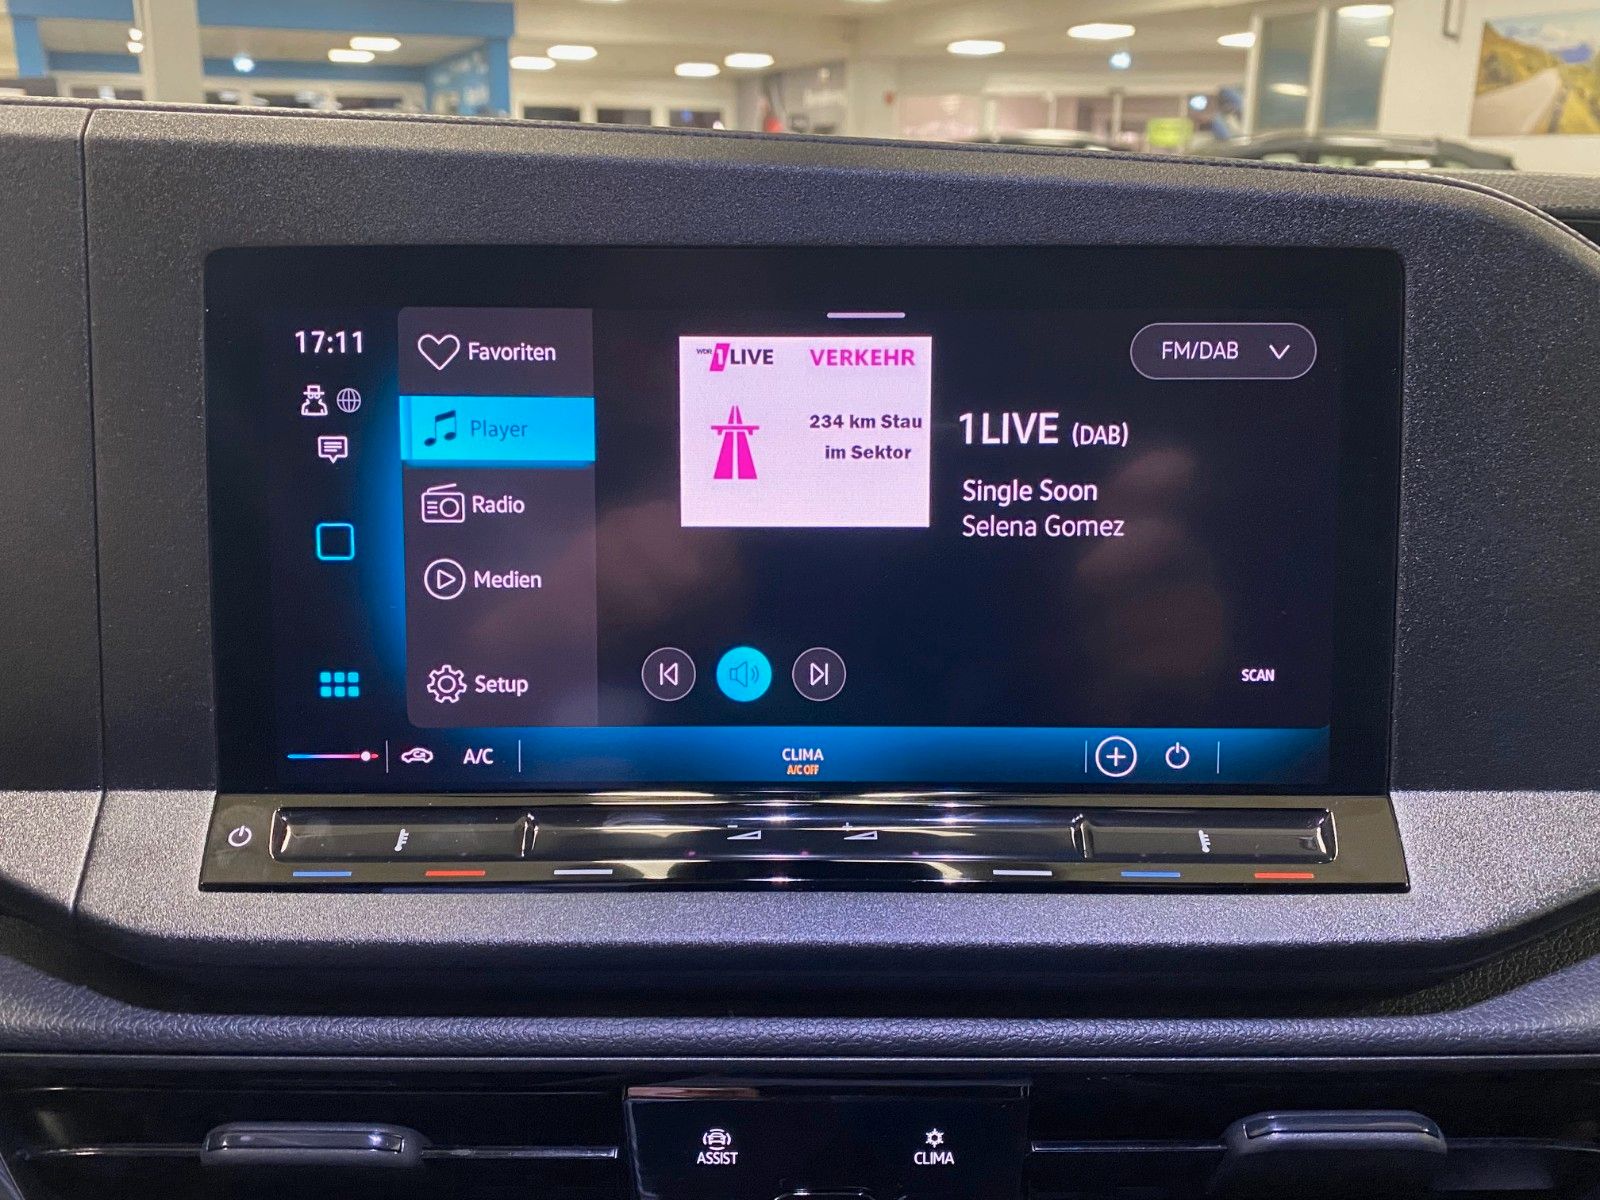 17:11
Favoriten
Player
Radio
Medien
Setup
WDR 1LIVE VERKEHR
234 km Stau
im Sektor
FM/DAB
1LIVE (DAB)
Single Soon
Selena Gomez
SCAN
A/C
CLIMA
A/C OFF
ASSIST
CLIMA